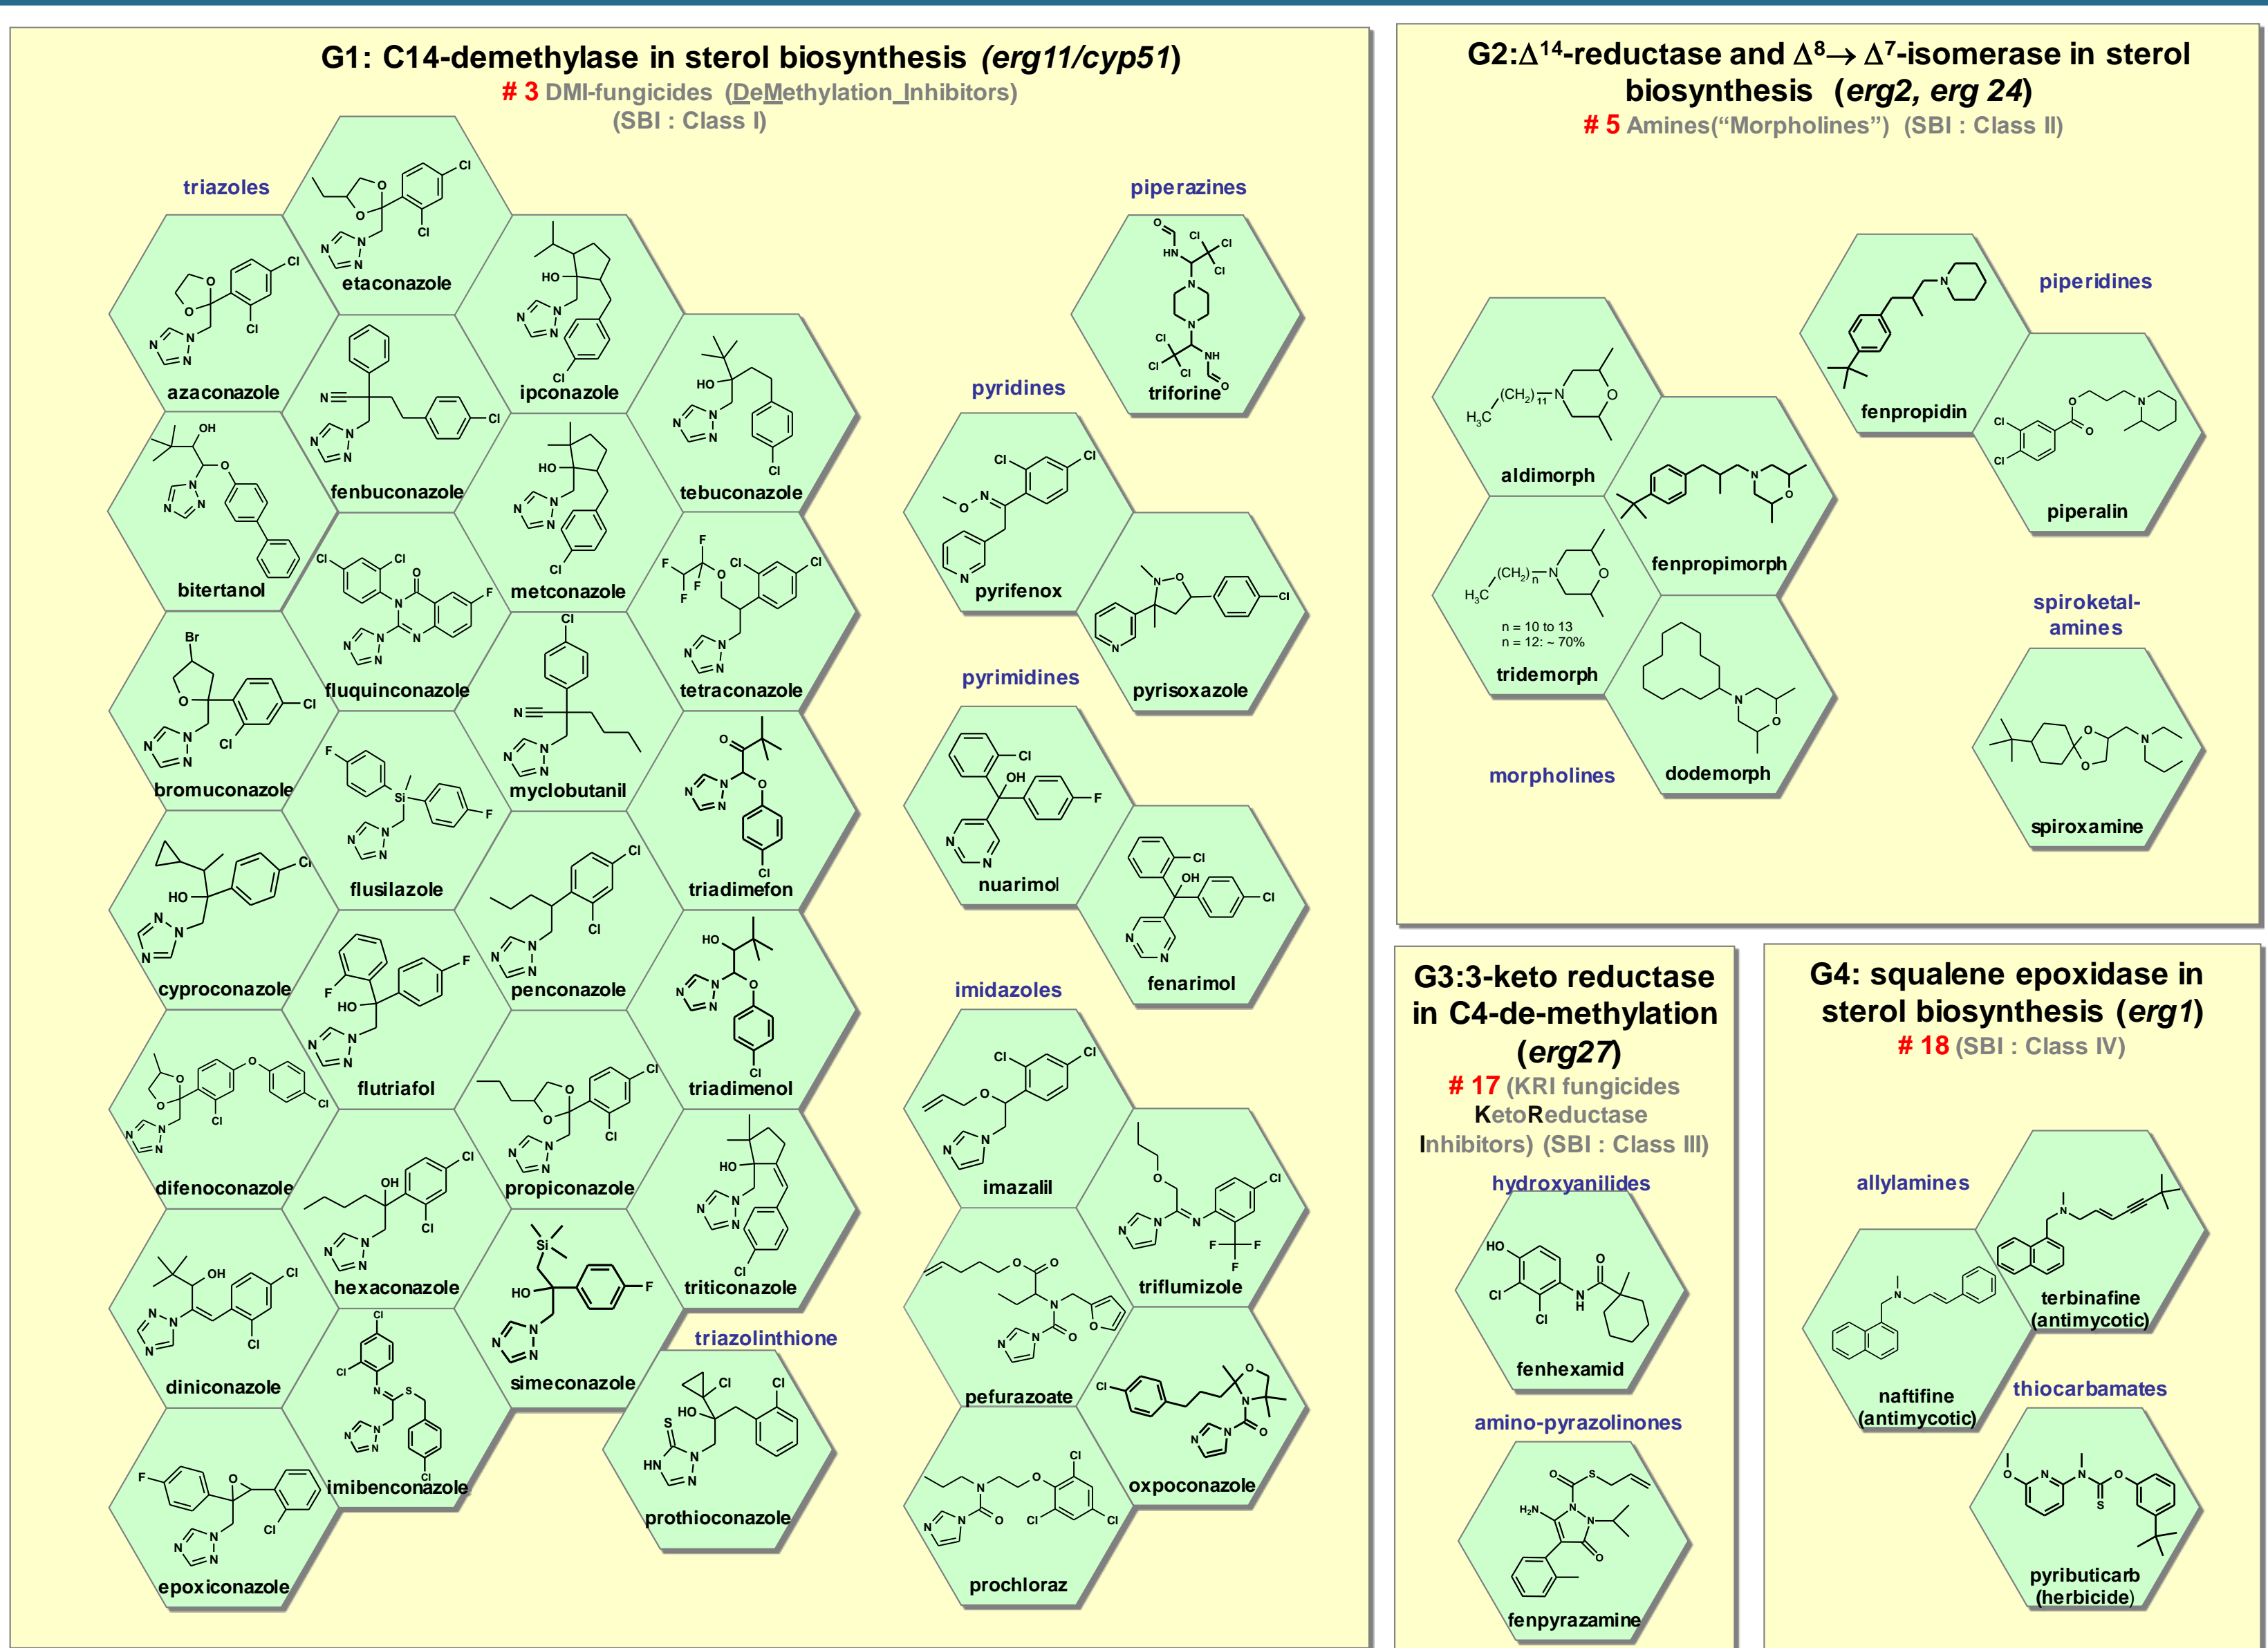 G1: C14-demethylase in sterol biosynthesis (erg11/cyp51)
# 3 DMI-fungicides (DeMethylation_Inhibitors)
(SBI : Class I)
triazoles
etaconazole
azaconazole
ipconazole
fenbuconazole
tebuconazole
bitertanol
metconazole
fluquinconazole
tetraconazole
bromuconazole
myclobutanil
flusilazole
triadimefon
cyproconazole
penconazole
flutriafol
triadimenol
difenoconazole
propiconazole
hexaconazole
triticonazole
diniconazole
simeconazole
imibenconazole
epoxiconazole
triazolinthione
prothioconazole
piperazines
triforine
pyridines
pyrifenox
pyrisoxazole
pyrimidines
nuarimol
fenarimol
imidazoles
imazalil
triflumizole
pefurazoate
oxpoconazole
prochloraz
G2:Δ14-reductase and Δ8→ Δ7-isomerase in sterol
biosynthesis (erg2, erg 24)
# 5 Amines(“Morpholines”) (SBI : Class II)
piperidines
fenpropidin
piperalin
aldimorph
fenpropimorph
n = 10 to 13
n = 12: ~ 70%
tridemorph
dodemorph
morpholines
spiroketal-
amines
spiroxamine
G3:3-keto reductase
in C4-de-methylation
(erg27)
# 17 (KRI fungicides
KetoReductase
Inhibitors) (SBI : Class III)
hydroxyanilides
fenhexamid
amino-pyrazolinones
fenpyrazamine
G4: squalene epoxidase in
sterol biosynthesis (erg1)
# 18 (SBI : Class IV)
allylamines
terbinafine
(antimycotic)
naftifine
(antimycotic)
thiocarbamates
pyributicarb
(herbicide)